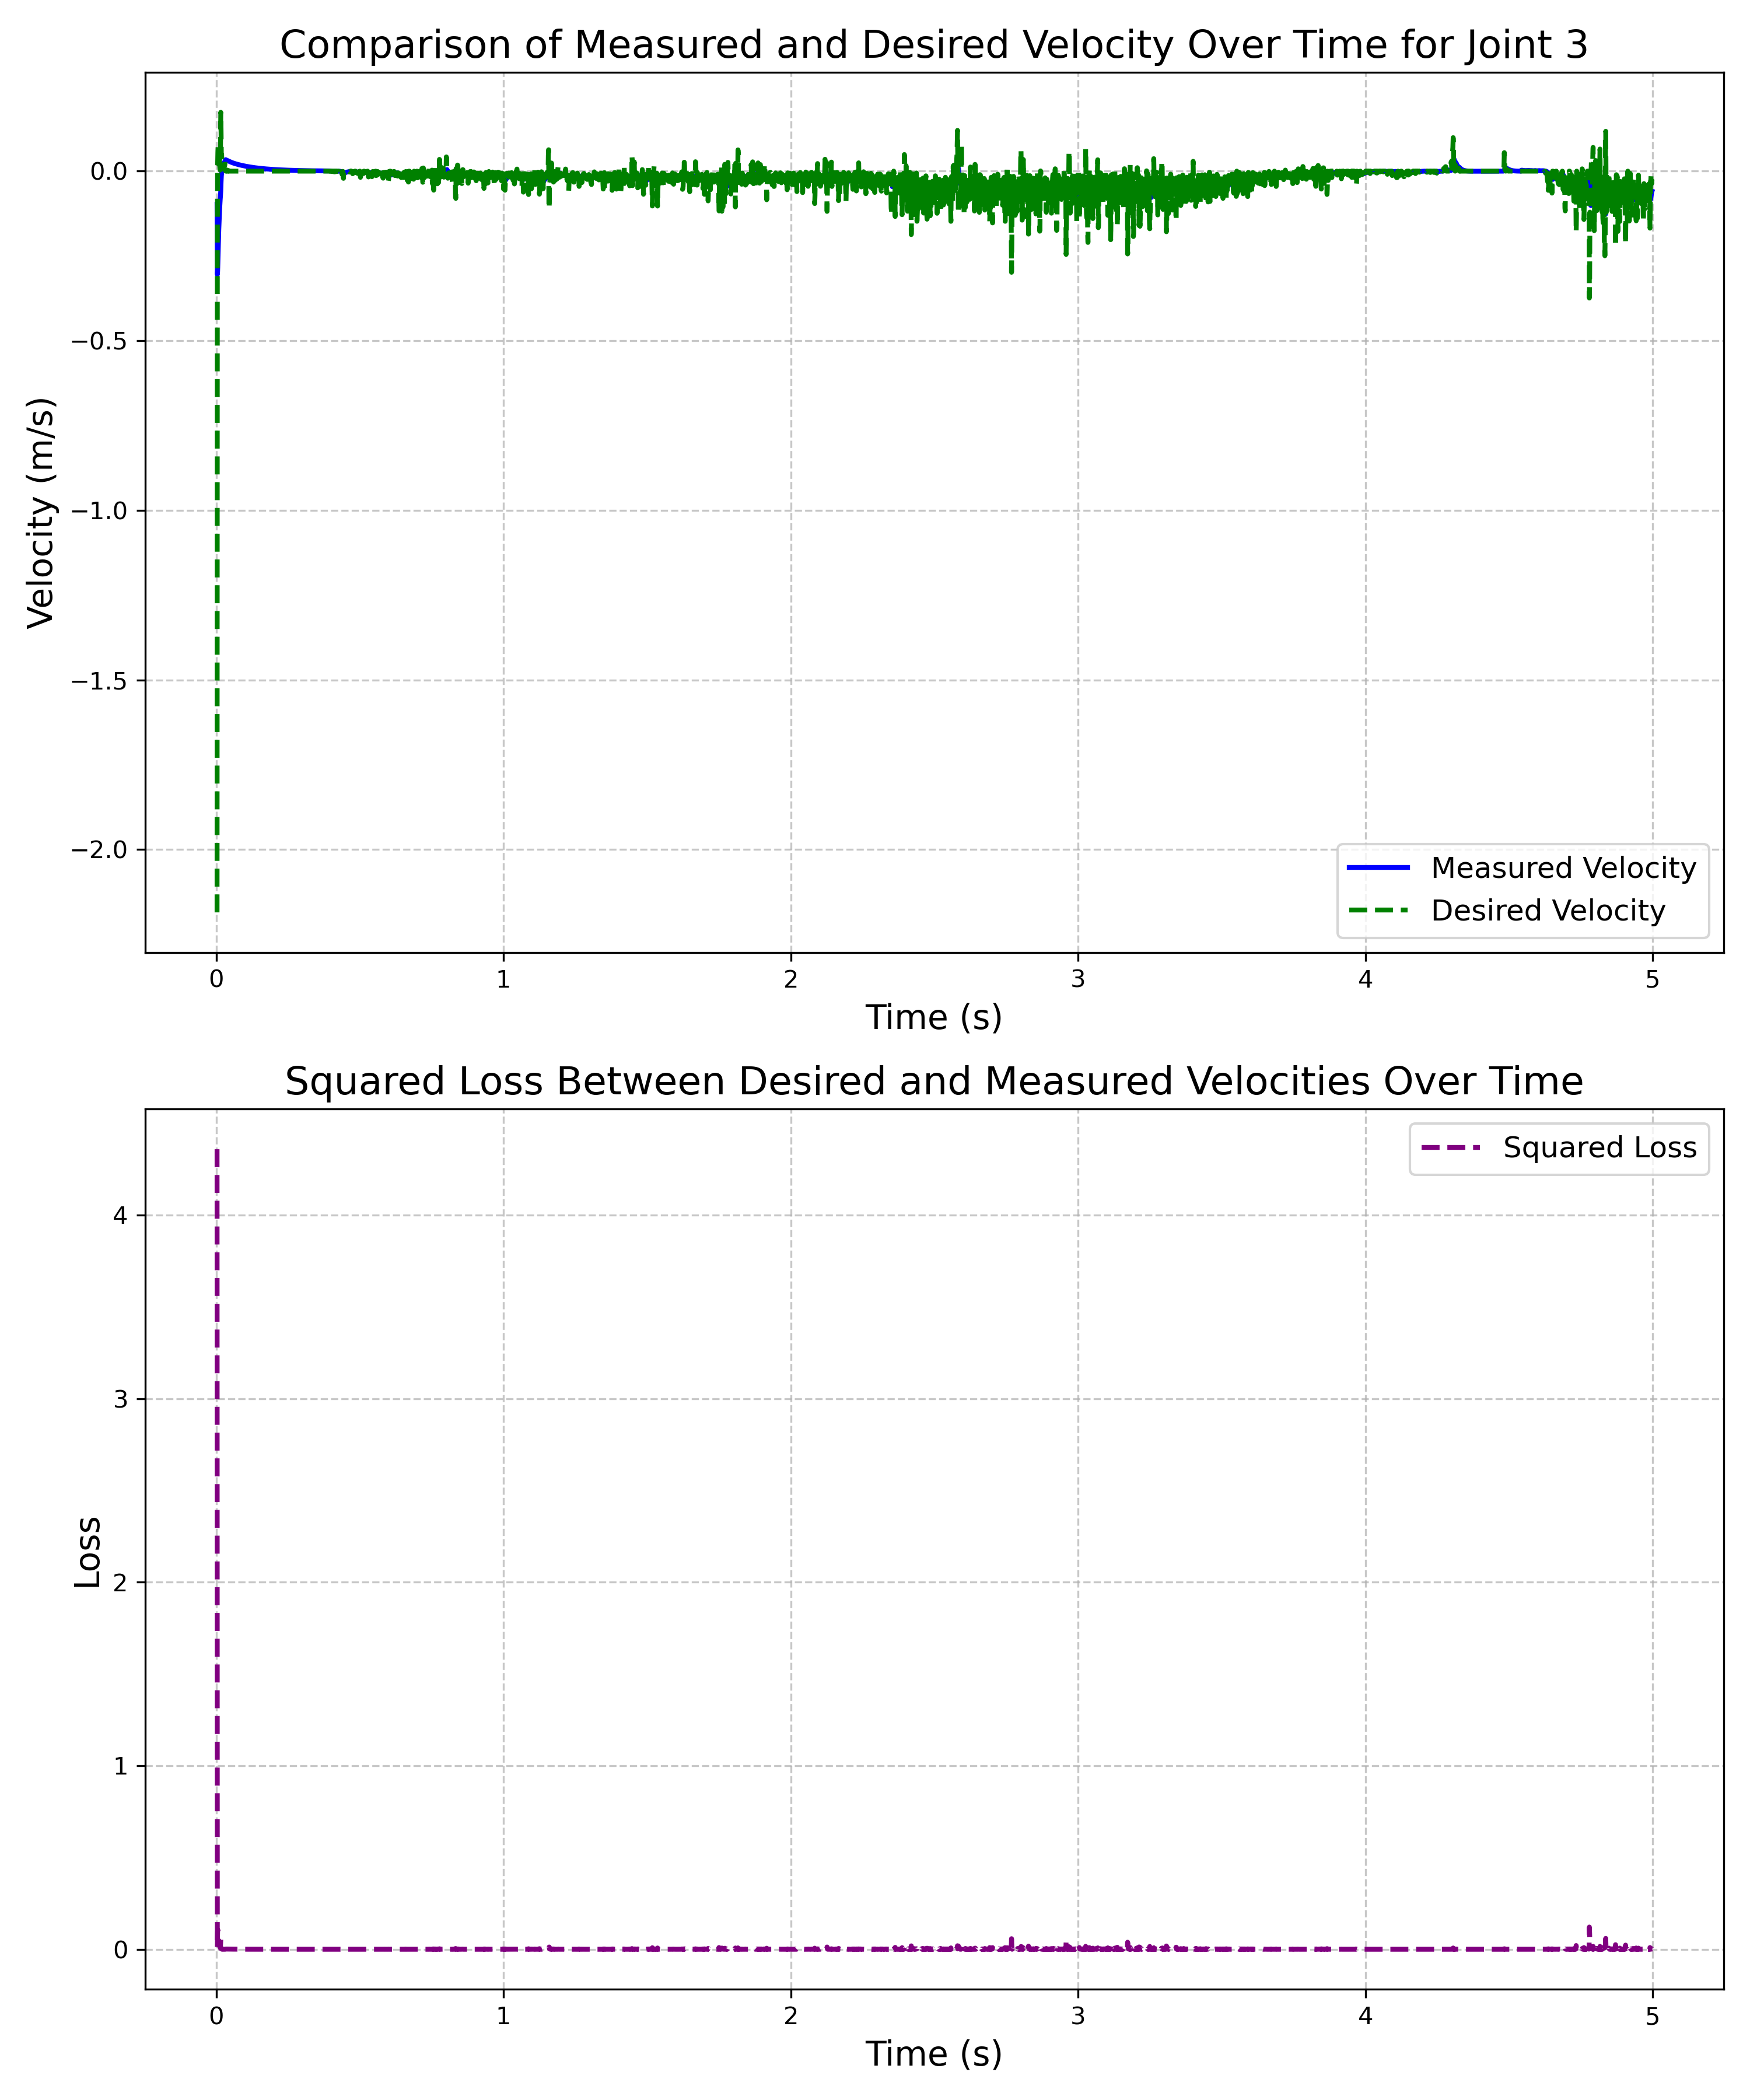 Comparison of Measured and Desired Velocity Over Time for Joint 3
Velocity (m/s)
0.0
−0.5
−1.0
−1.5
−2.0
Measured Velocity
Desired Velocity
0 1 2 3 4 5
Time (s)
Squared Loss Between Desired and Measured Velocities Over Time
Squared Loss
Loss
4
3
2
1
0
0 1 2 3 4 5
Time (s)